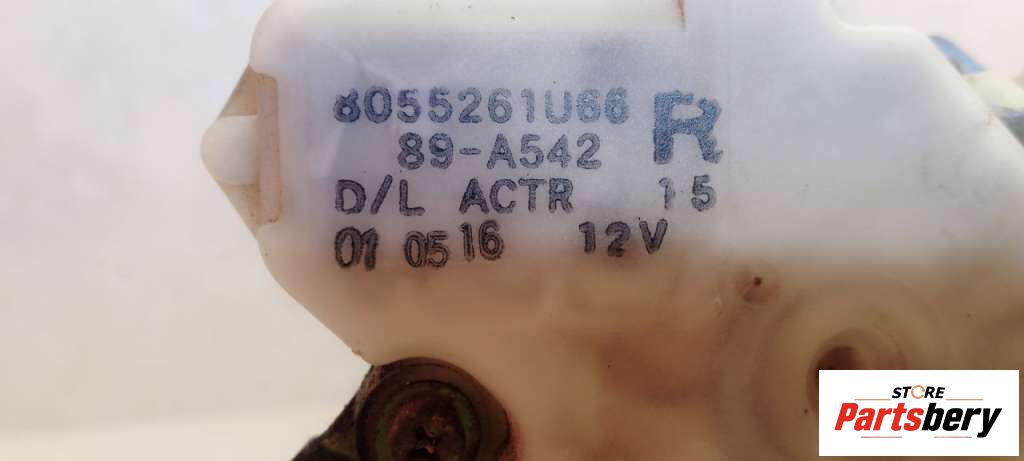 8055261U66
R
89-A542
D/L ACTR 15
01 05 16 12V
STORE
Partsbery